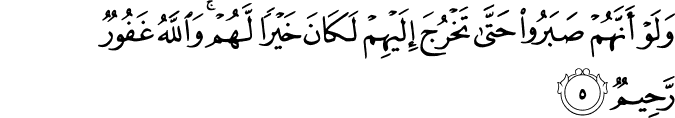 وَلَوۡ أَنَّهُمۡ صَبَرُواْ حَتَّىٰ تَخۡرُجَ إِلَيۡهِمۡ لَكَانَ خَيۡرٗا لَّهُمۡۚ وَٱللَّهُ غَفُورٞ
رَّحِيمٞ ٥